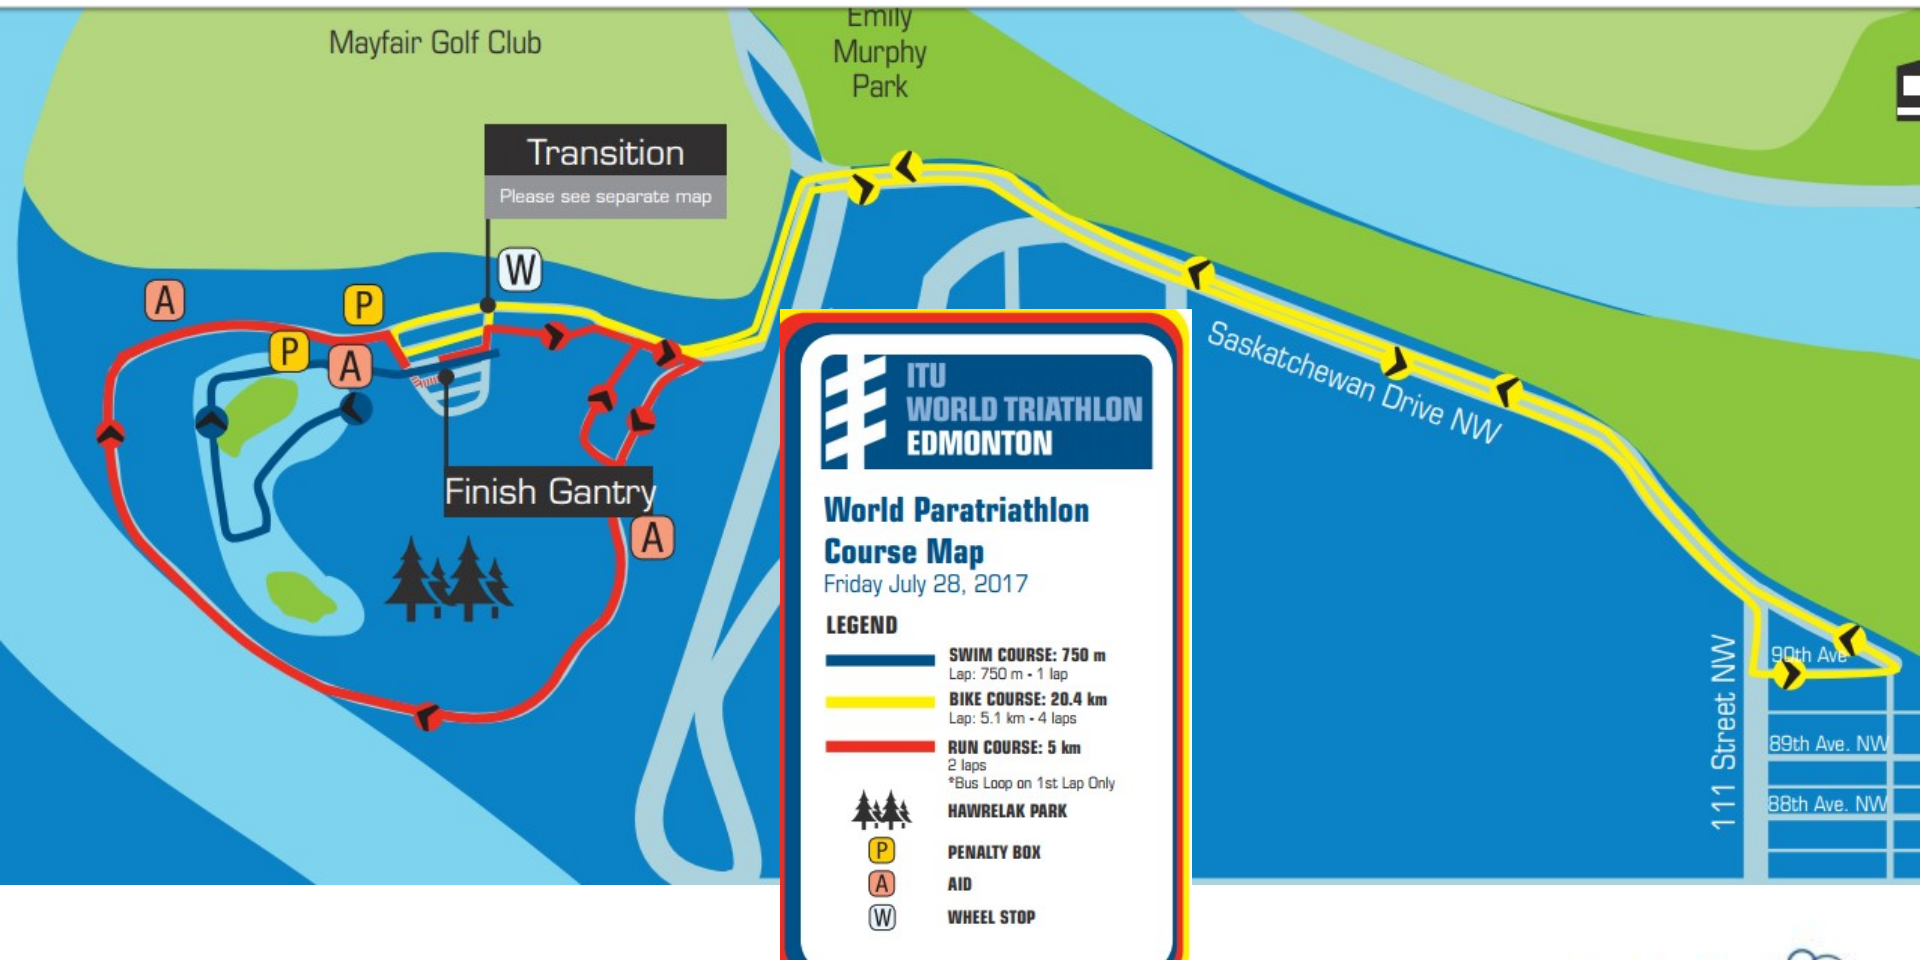 Mayfair Golf Club
Emily
Murphy
Park
Transition
Please see separate map
W
A
P
P
A
Finish Gantry
A
Saskatchewan Drive NW
111 Street NW
90th Ave
89th Ave. NW
88th Ave. NW
ITU
WORLD TRIATHLON
EDMONTON
World Paratriathlon
Course Map
Friday July 28, 2017
LEGEND
SWIM COURSE: 750 m
Lap: 750 m - 1 lap
BIKE COURSE: 20.4 km
Lap: 5.1 km - 4 laps
RUN COURSE: 5 km
2 laps
*Bus Loop on 1st Lap Only
HAWRELAK PARK
P PENALTY BOX
A AID
W WHEEL STOP